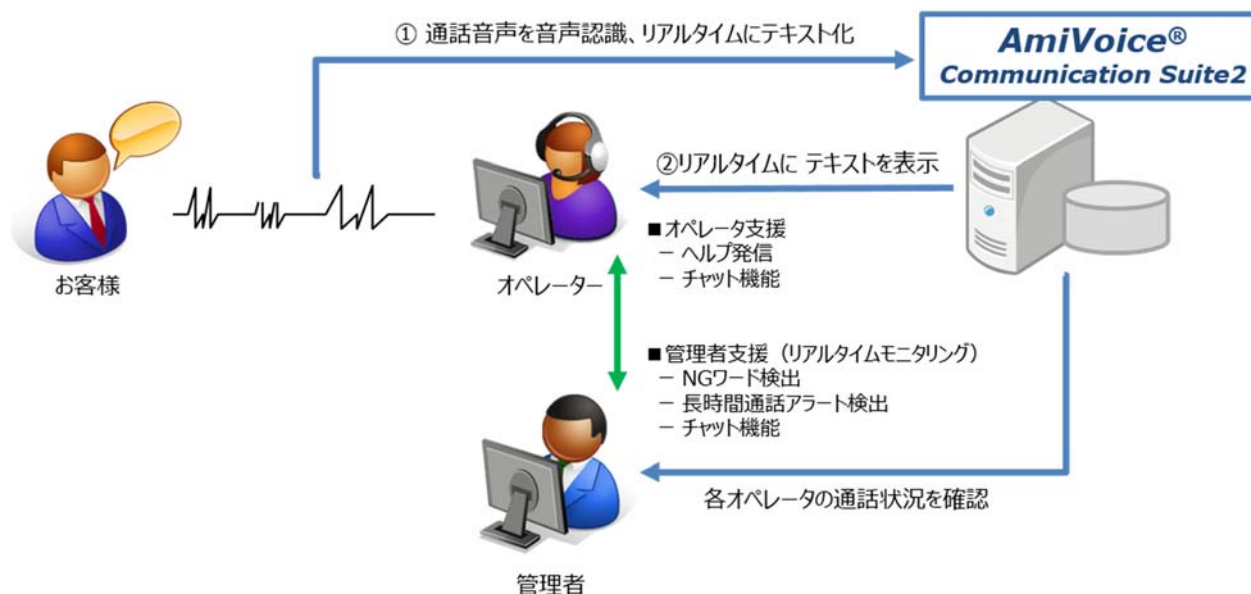 ① 通話音声を音声認識、リアルタイムにテキスト化
AmiVoice®
Communication Suite2
②リアルタイムに テキストを表示
お客様
オペレーター
■オペレータ支援
－ ヘルプ発信
－ チャット機能
■管理者支援（リアルタイムモニタリング）
－ NGワード検出
－ 長時間通話アラート検出
－ チャット機能
各オペレータの通話状況を確認
管理者